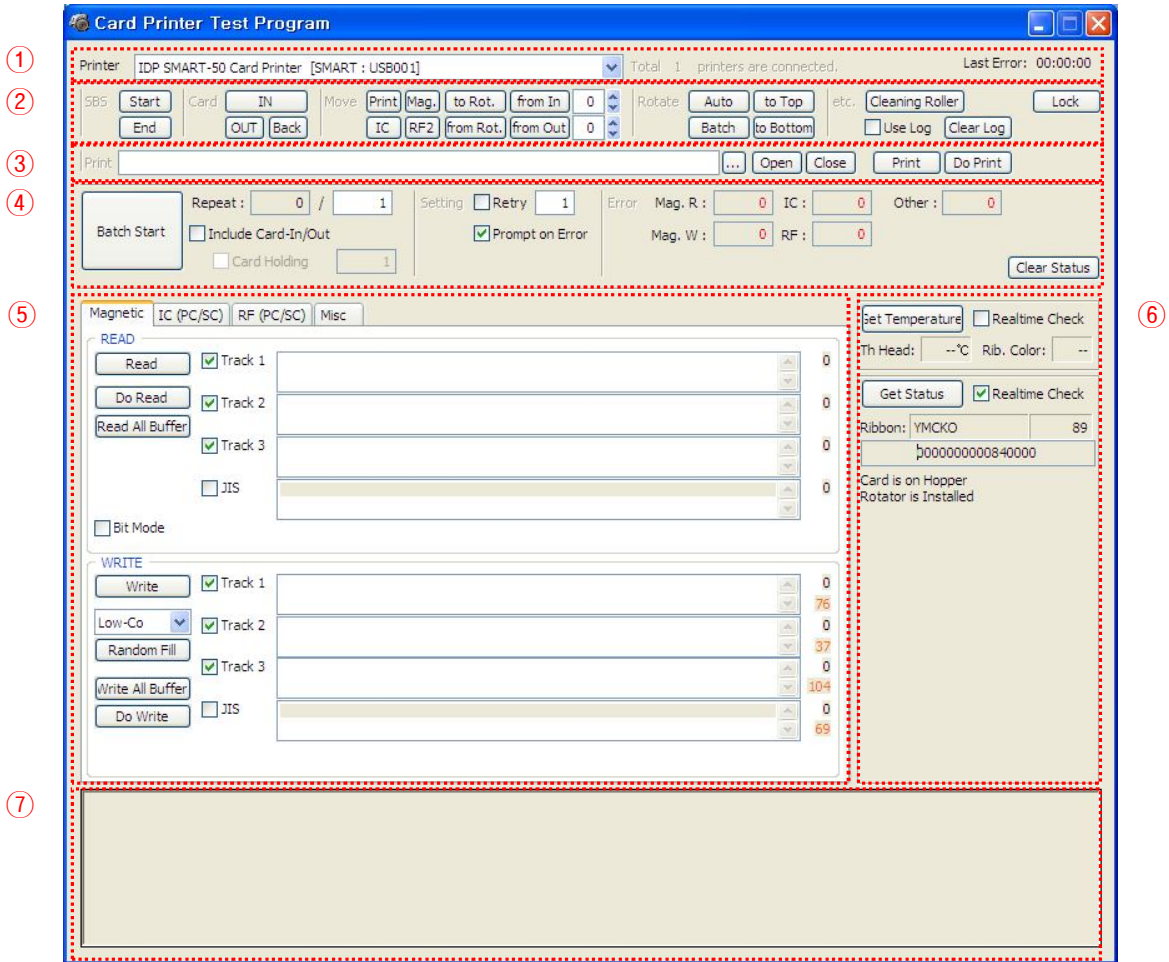 Card Printer Test Program
① Printer IDP SMART-50 Card Printer [SMART : USB001] Total 1 printers are connected. Last Error: 00:00:00
② SBS Start Card IN Move Print Mag. to Rot. from In 0 Rotate Auto to Top etc. Cleaning Roller Lock
End OUT Back IC RF2 from Rot. from Out 0 Batch to Bottom Use Log Clear Log
③ Print ... Open Close Print Do Print
④ Batch Start Repeat : 0 / 1 Setting Retry 1 Error Mag. R : 0 IC : 0 Other : 0
Include Card-In/Out Prompt on Error Mag. W : 0 RF : 0
Card Holding 1
Clear Status
⑤ Magnetic IC (PC/SC) RF (PC/SC) Misc
READ
Read Track 1 0
Do Read Track 2 0
Read All Buffer
Track 3 0
JIS 0
Bit Mode
WRITE
Write Track 1 0
76
Low-Co Track 2 0
Random Fill 37
Track 3 0
Write All Buffer 104
Do Write JIS 0
69
⑥ Get Temperature Realtime Check
Th Head: --°C Rib. Color: --
Get Status Realtime Check
Ribbon: YMCKO 89
0000000000840000
Card is on Hopper
Rotator is Installed
⑦